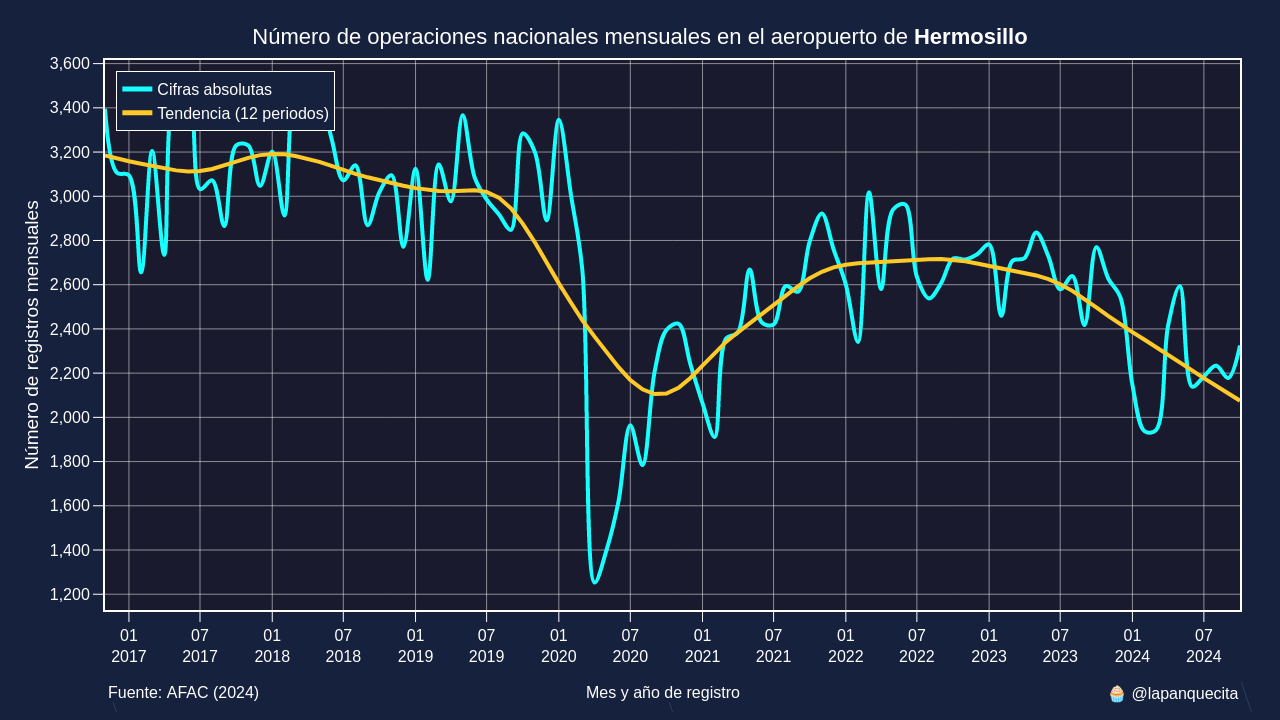 Número de operaciones nacionales mensuales en el aeropuerto de Hermosillo
Cifras absolutas
Tendencia (12 periodos)
Número de registros mensuales
3,600
3,400
3,200
3,000
2,800
2,600
2,400
2,200
2,000
1,800
1,600
1,400
1,200
01 07 01 07 01 07 01 07 01 07 01 07 01 07 01 07
2017 2017 2018 2018 2019 2019 2020 2020 2021 2021 2022 2022 2023 2023 2024 2024
Fuente: AFAC (2024) Mes y año de registro 🧁 @lapanquecita